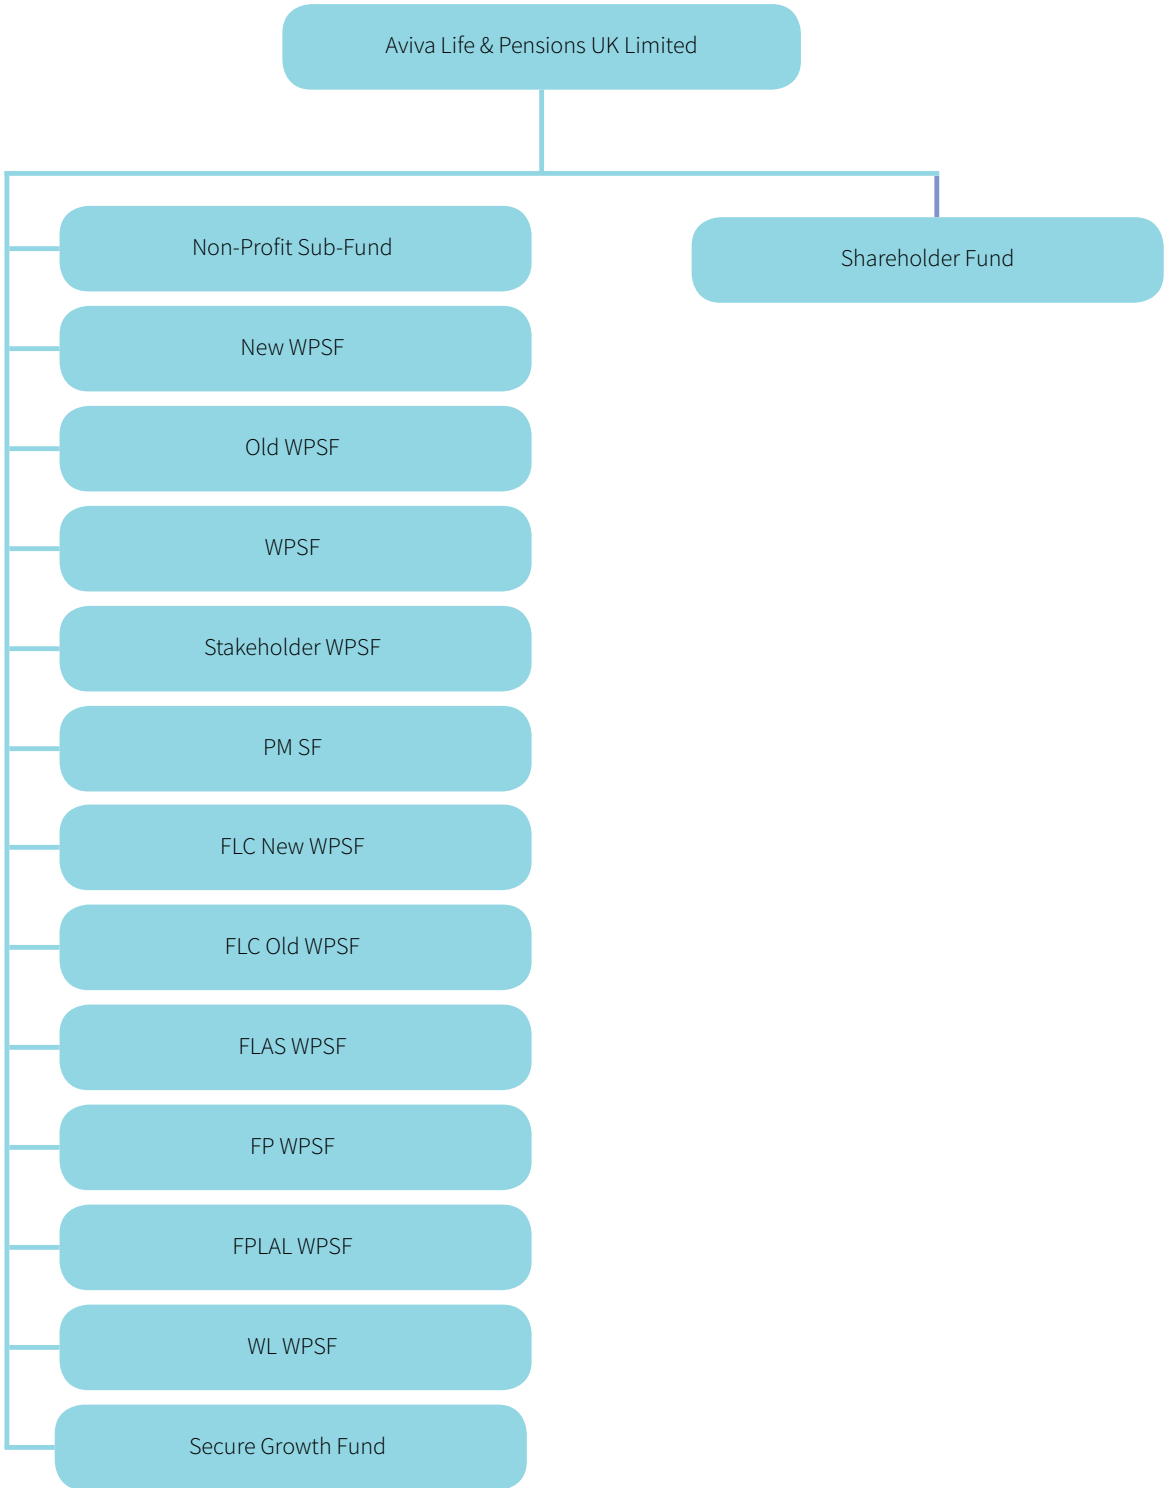 Aviva Life & Pensions UK Limited
Non-Profit Sub-Fund
Shareholder Fund
New WPSF
Old WPSF
WPSF
Stakeholder WPSF
PM SF
FLC New WPSF
FLC Old WPSF
FLAS WPSF
FP WPSF
FPLAL WPSF
WL WPSF
Secure Growth Fund